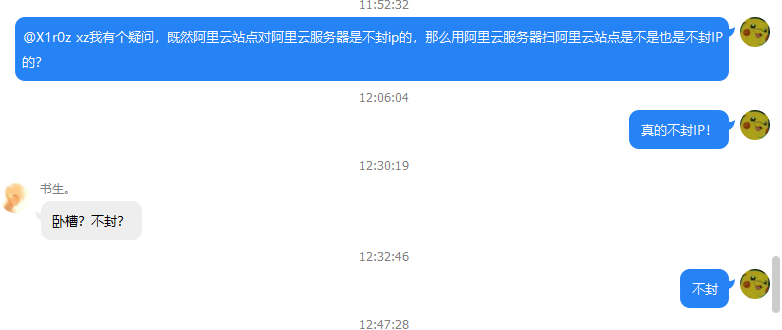 11:52:32
@X1r0z xz我有个疑问，既然阿里云站点对阿里云服务器是不封ip的，那么用阿里云服务器扫阿里云站点是不是也是不封IP
的？
12:06:04
真的不封IP！
12:30:19
书生。
卧槽？不封？
12:32:46
不封
12:47:28